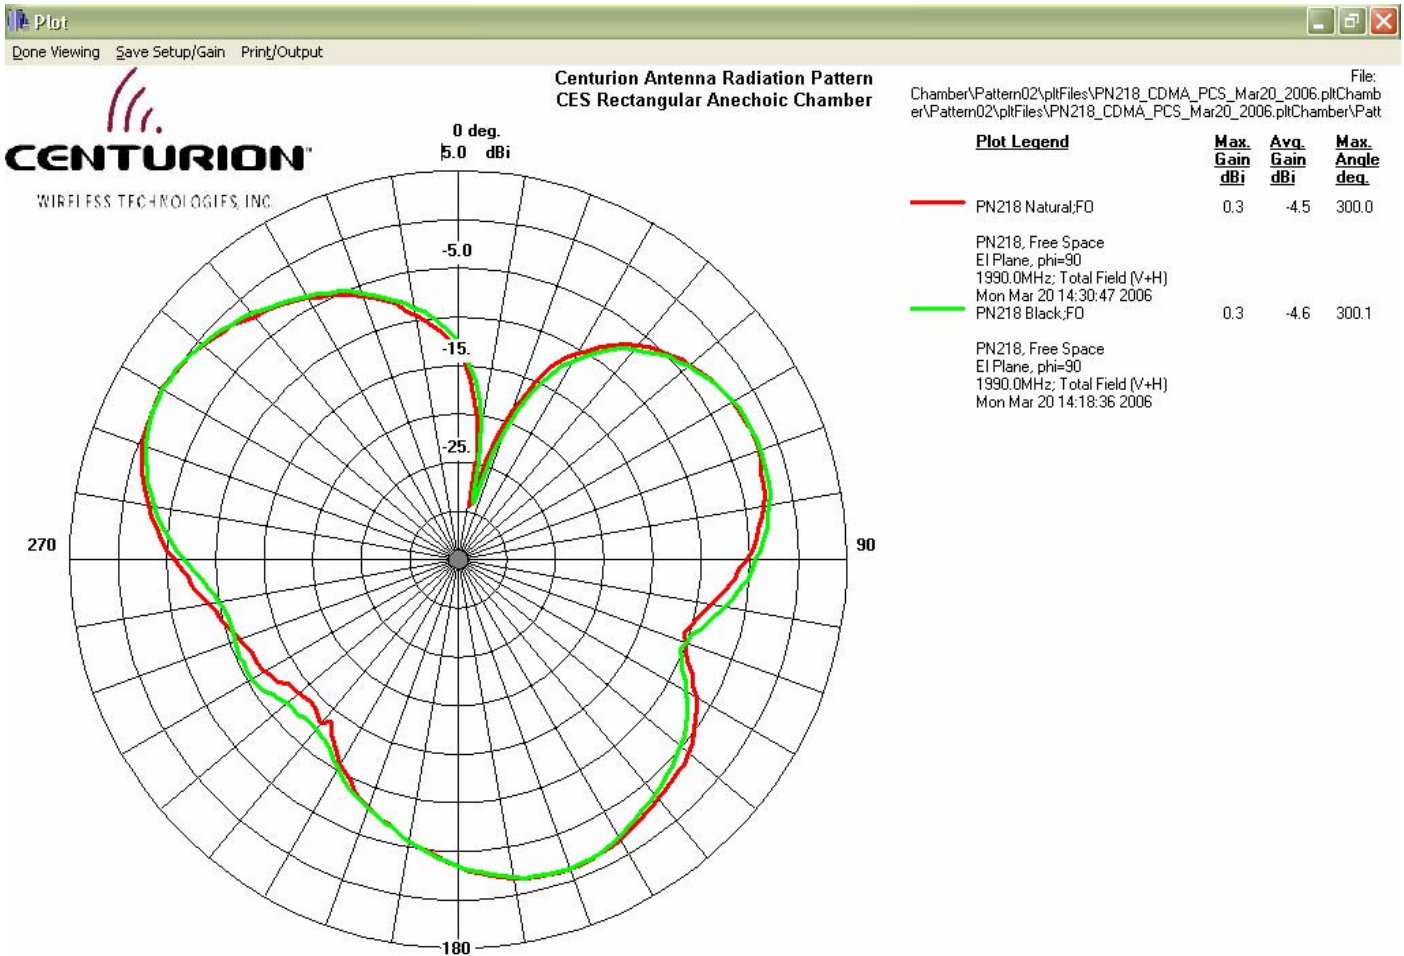 Plot
Done Viewing Save Setup/Gain Print/Output
CENTURION™
WIRELESS TECHNOLOGIES, INC.
Centurion Antenna Radiation Pattern
CES Rectangular Anechoic Chamber
File:
Chamber\Pattern02\pltFiles\PN218_CDMA_PCS_Mar20_2006.pltChamb
er\Pattern02\pltFiles\PN218_CDMA_PCS_Mar20_2006.pltChamber\Patt
Plot Legend Max. Gain dBi Avg. Gain dBi Max. Angle deg.
PN218 Natural;FO 0.3 -4.5 300.0
PN218, Free Space
El Plane, phi=90
1990.0MHz; Total Field (V+H)
Mon Mar 20 14:30:47 2006
PN218 Black;FO 0.3 -4.6 300.1
PN218, Free Space
El Plane, phi=90
1990.0MHz; Total Field (V+H)
Mon Mar 20 14:18:36 2006
0 deg.
5.0 dBi
-5.0
-15.
-25.
270
90
180